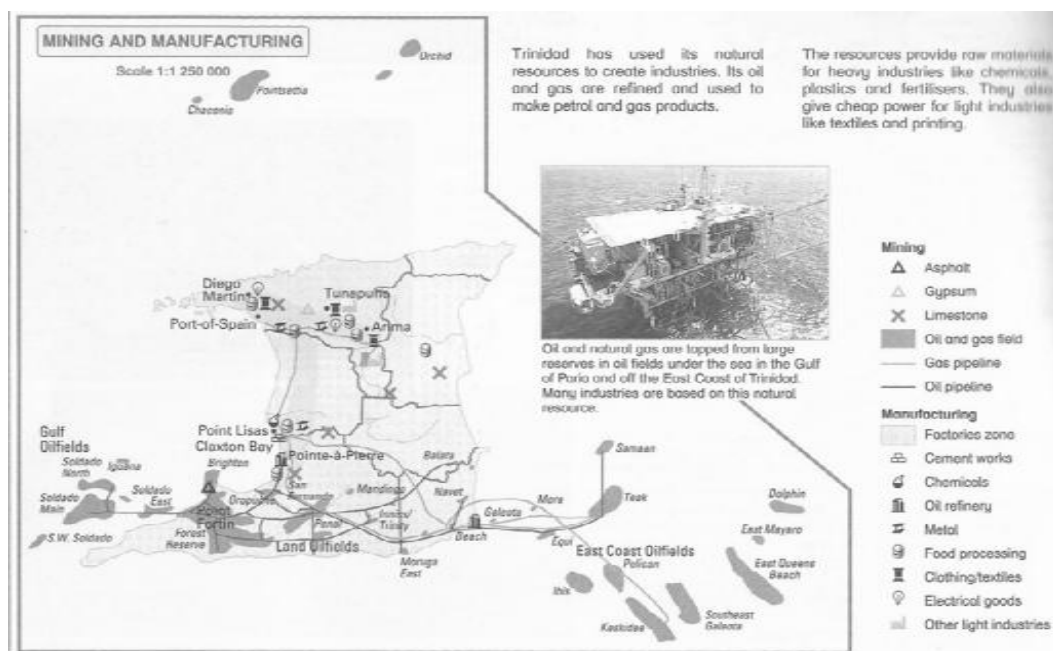 MINING AND MANUFACTURING
Scale 1:1 250 000
Orchid
Poinsettia
Chaconia
Trinidad has used its natural
resources to create industries. Its oil
and gas are refined and used to
make petrol and gas products.
The resources provide raw materials
for heavy industries like chemicals,
plastics and fertilisers. They also
give cheap power for light industries
like textiles and printing.
Oil and natural gas are tapped from large
reserves in oil fields under the sea in the Gulf
of Paria and off the East Coast of Trinidad.
Many industries are based on this natural
resource.
Mining
Asphalt
Gypsum
Limestone
Oil and gas field
Gas pipeline
Oil pipeline
Manufacturing
Factories zone
Cement works
Chemicals
Oil refinery
Metal
Food processing
Clothing/textiles
Electrical goods
Other light industries
Diego
Martin
Tunapuna
Port-of-Spain
Arima
Point Lisas
Claxton Bay
Pointe-à-Pierre
Gulf
Oilfields
Soldado
North
Iguana
Brighton
Soldado
Main
Soldado
East
Oropuche
San
Fernando
Mandingo
Balata
Navet
S.W. Soldado
Point
Fortin
Forest
Reserve
Penal
Land Oilfields
Trinity
Moruga
East
Beach
Galeota
Mora
Samaan
Teak
Dolphin
Equi
East Coast Oilfields
Pelican
Ibis
Kaskidee
Southeast
Galeota
East Mayaro
East Queens
Beach